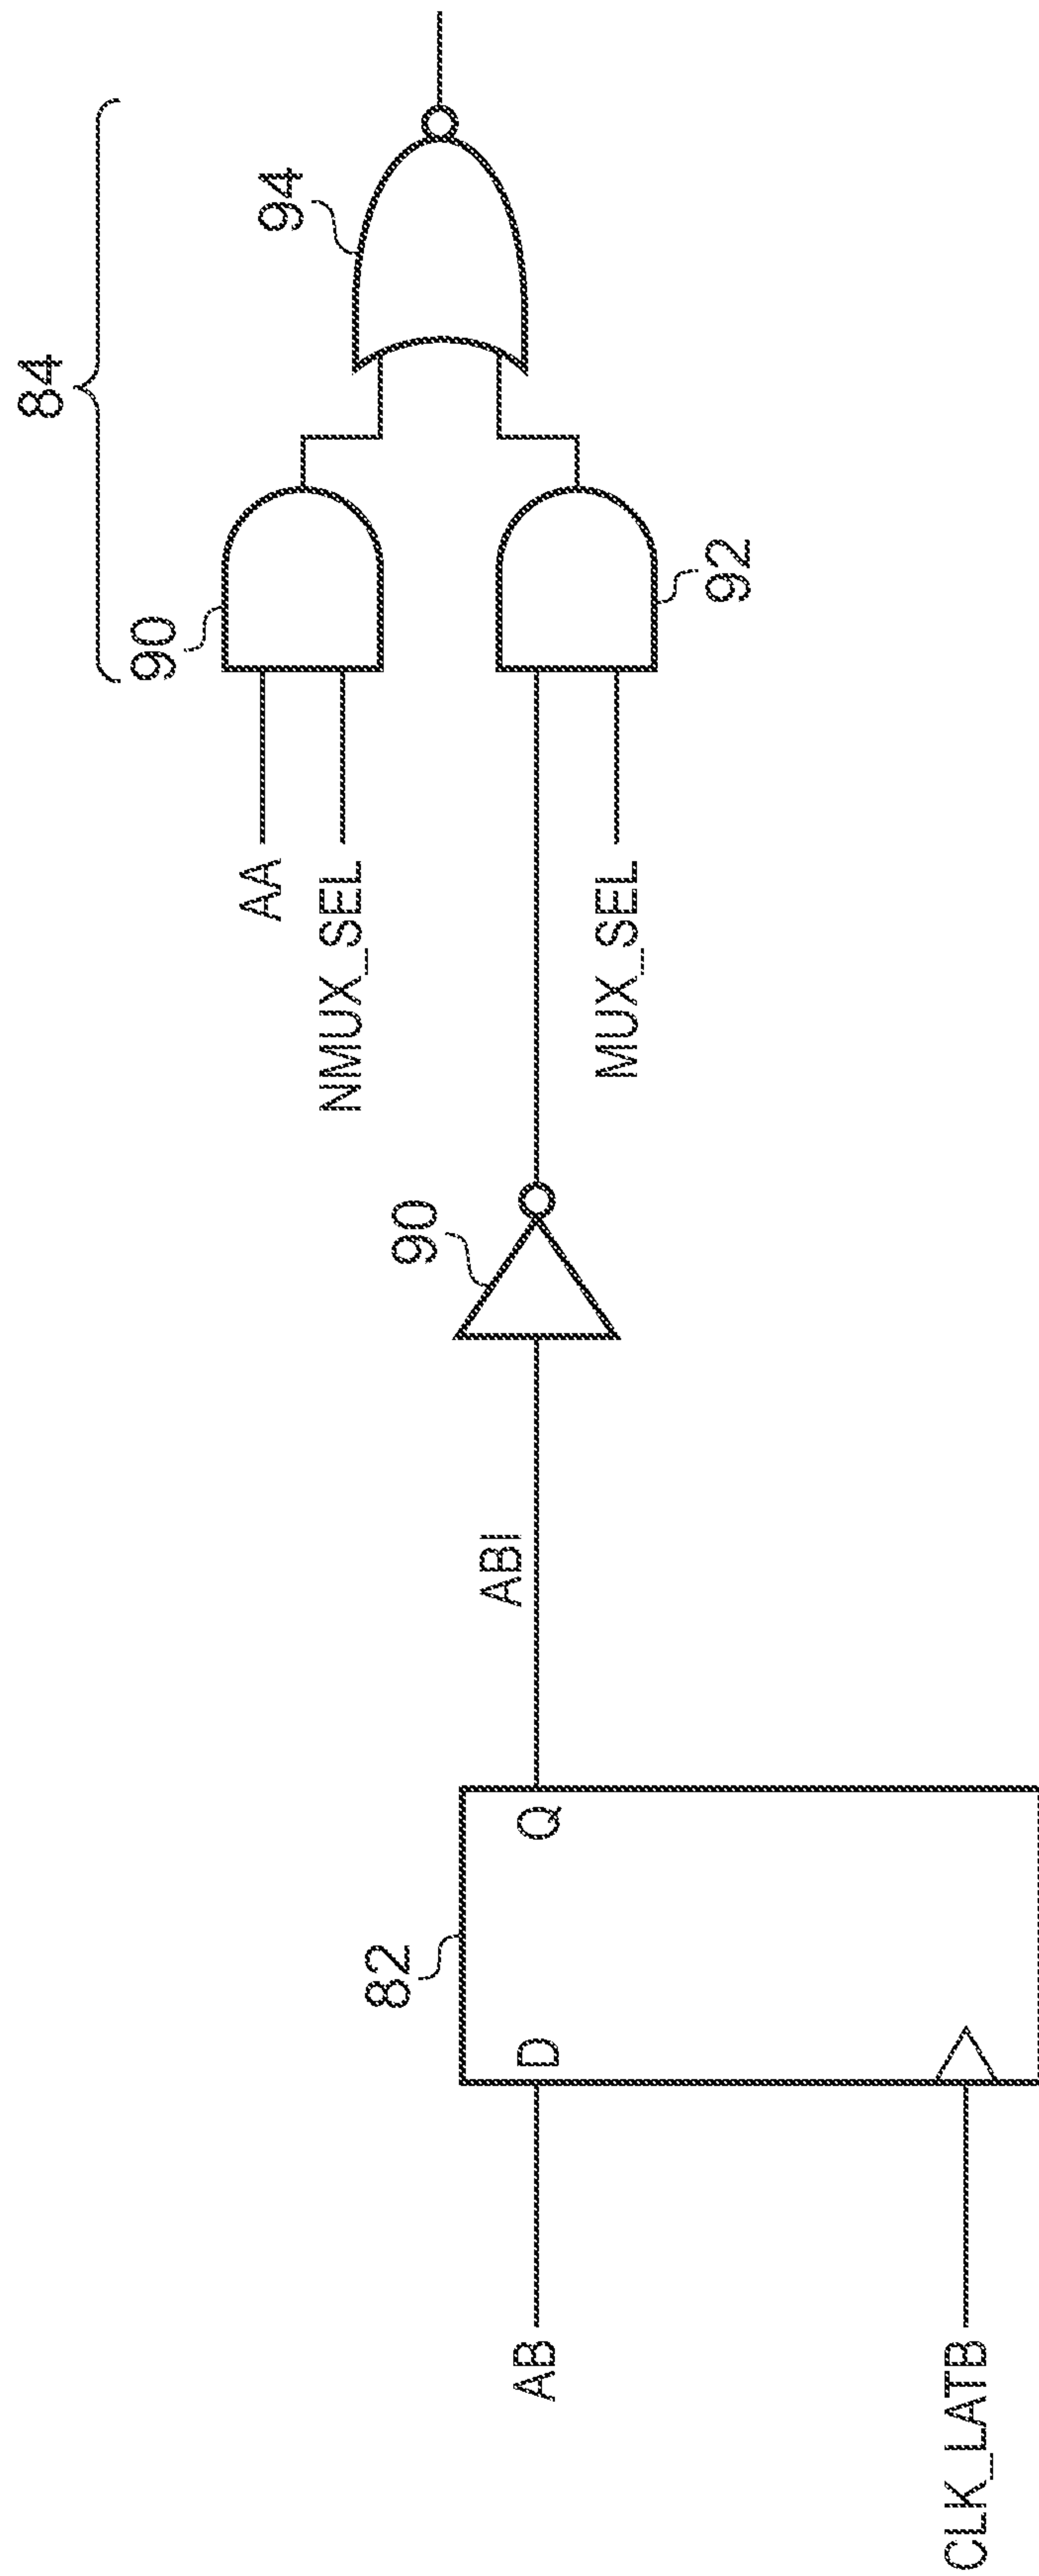 84
94
90
92
AA
NMUX_SEL
MUX_SEL
90
ABI
82
D
Q
AB
CLK_LATB